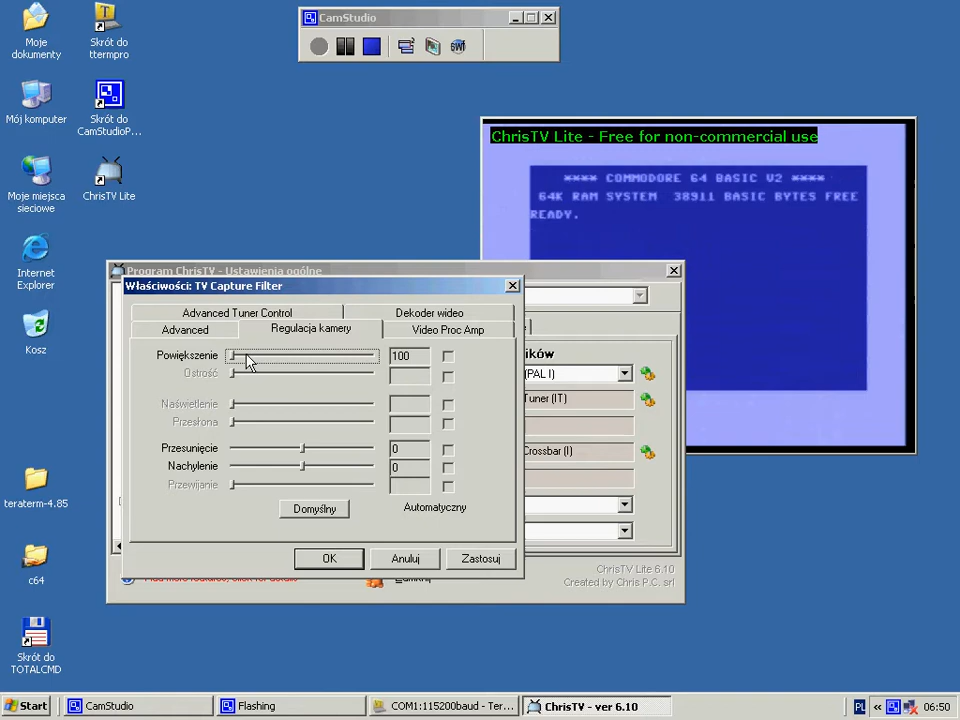 Moje
dokumenty
Skrót do
ttermpro
CamStudio
Mój komputer
Skrót do
CamStudioP...
ChrisTV Lite - Free for non-commercial use
**** COMMODORE 64 BASIC V2 ****
64K RAM SYSTEM 38911 BASIC BYTES FREE
READY.
Moje miejsca
sieciowe
ChrisTV Lite
Internet
Explorer
Kosz
teraterm-4.85
c64
Skrót do
TOTALCMD
Program ChrisTV - Ustawienia ogólne
Właściwości: TV Capture Filter
Advanced Tuner Control
Dekoder wideo
Advanced
Regulacja kamery
Video Proc Amp
Powiększenie
100
Ostrość
Naświetlenie
Przesłona
Przesunięcie
0
Nachylenie
0
Przewijanie
Domyślny
Automatyczny
OK
Anuluj
Zastosuj
ików
(PAL I)
Tuner (IT)
Crossbar (I)
ChrisTV Lite 6.10
Created by Chris P.C. srl
Start
CamStudio
Flashing
COM1:115200baud - Ter...
ChrisTV - ver 6.10
PL
«
06:50